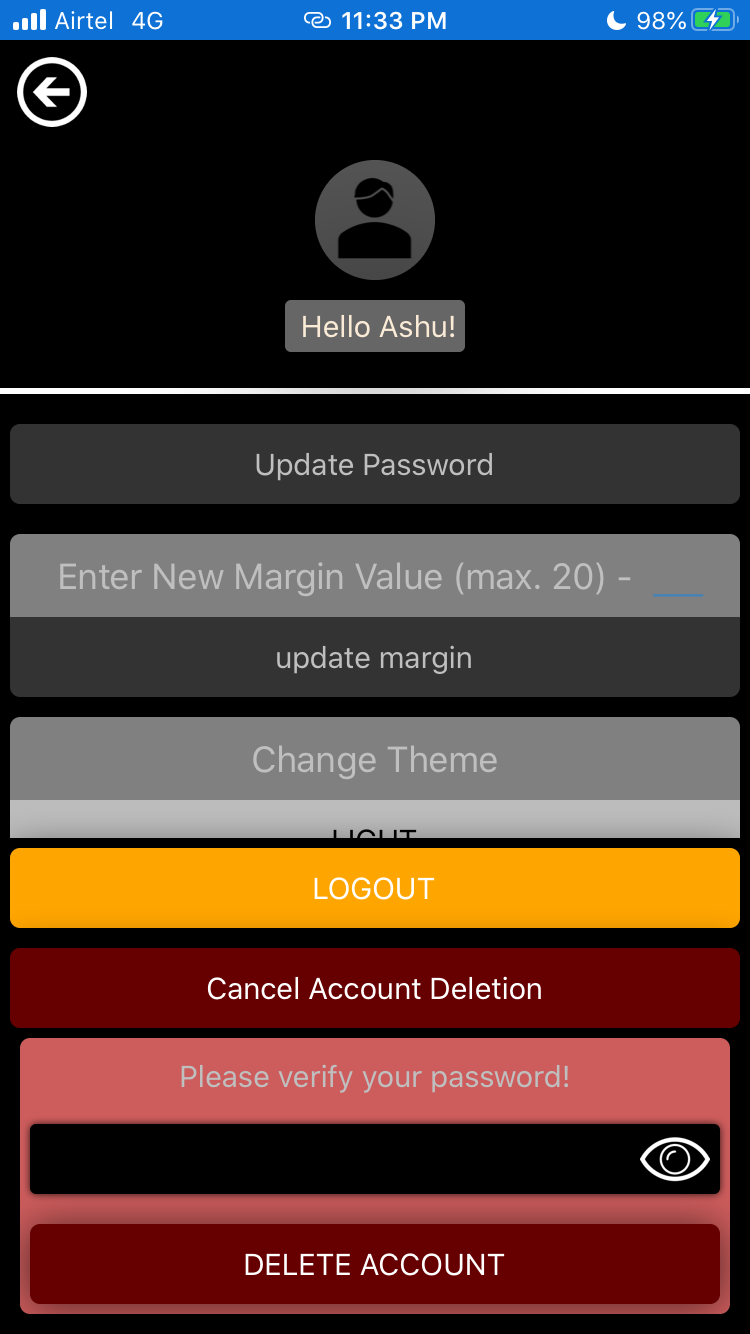 Airtel 4G 11:33 PM 98%
Hello Ashu!
Update Password
Enter New Margin Value (max. 20) -
update margin
Change Theme
LIGHT
LOGOUT
Cancel Account Deletion
Please verify your password!
DELETE ACCOUNT